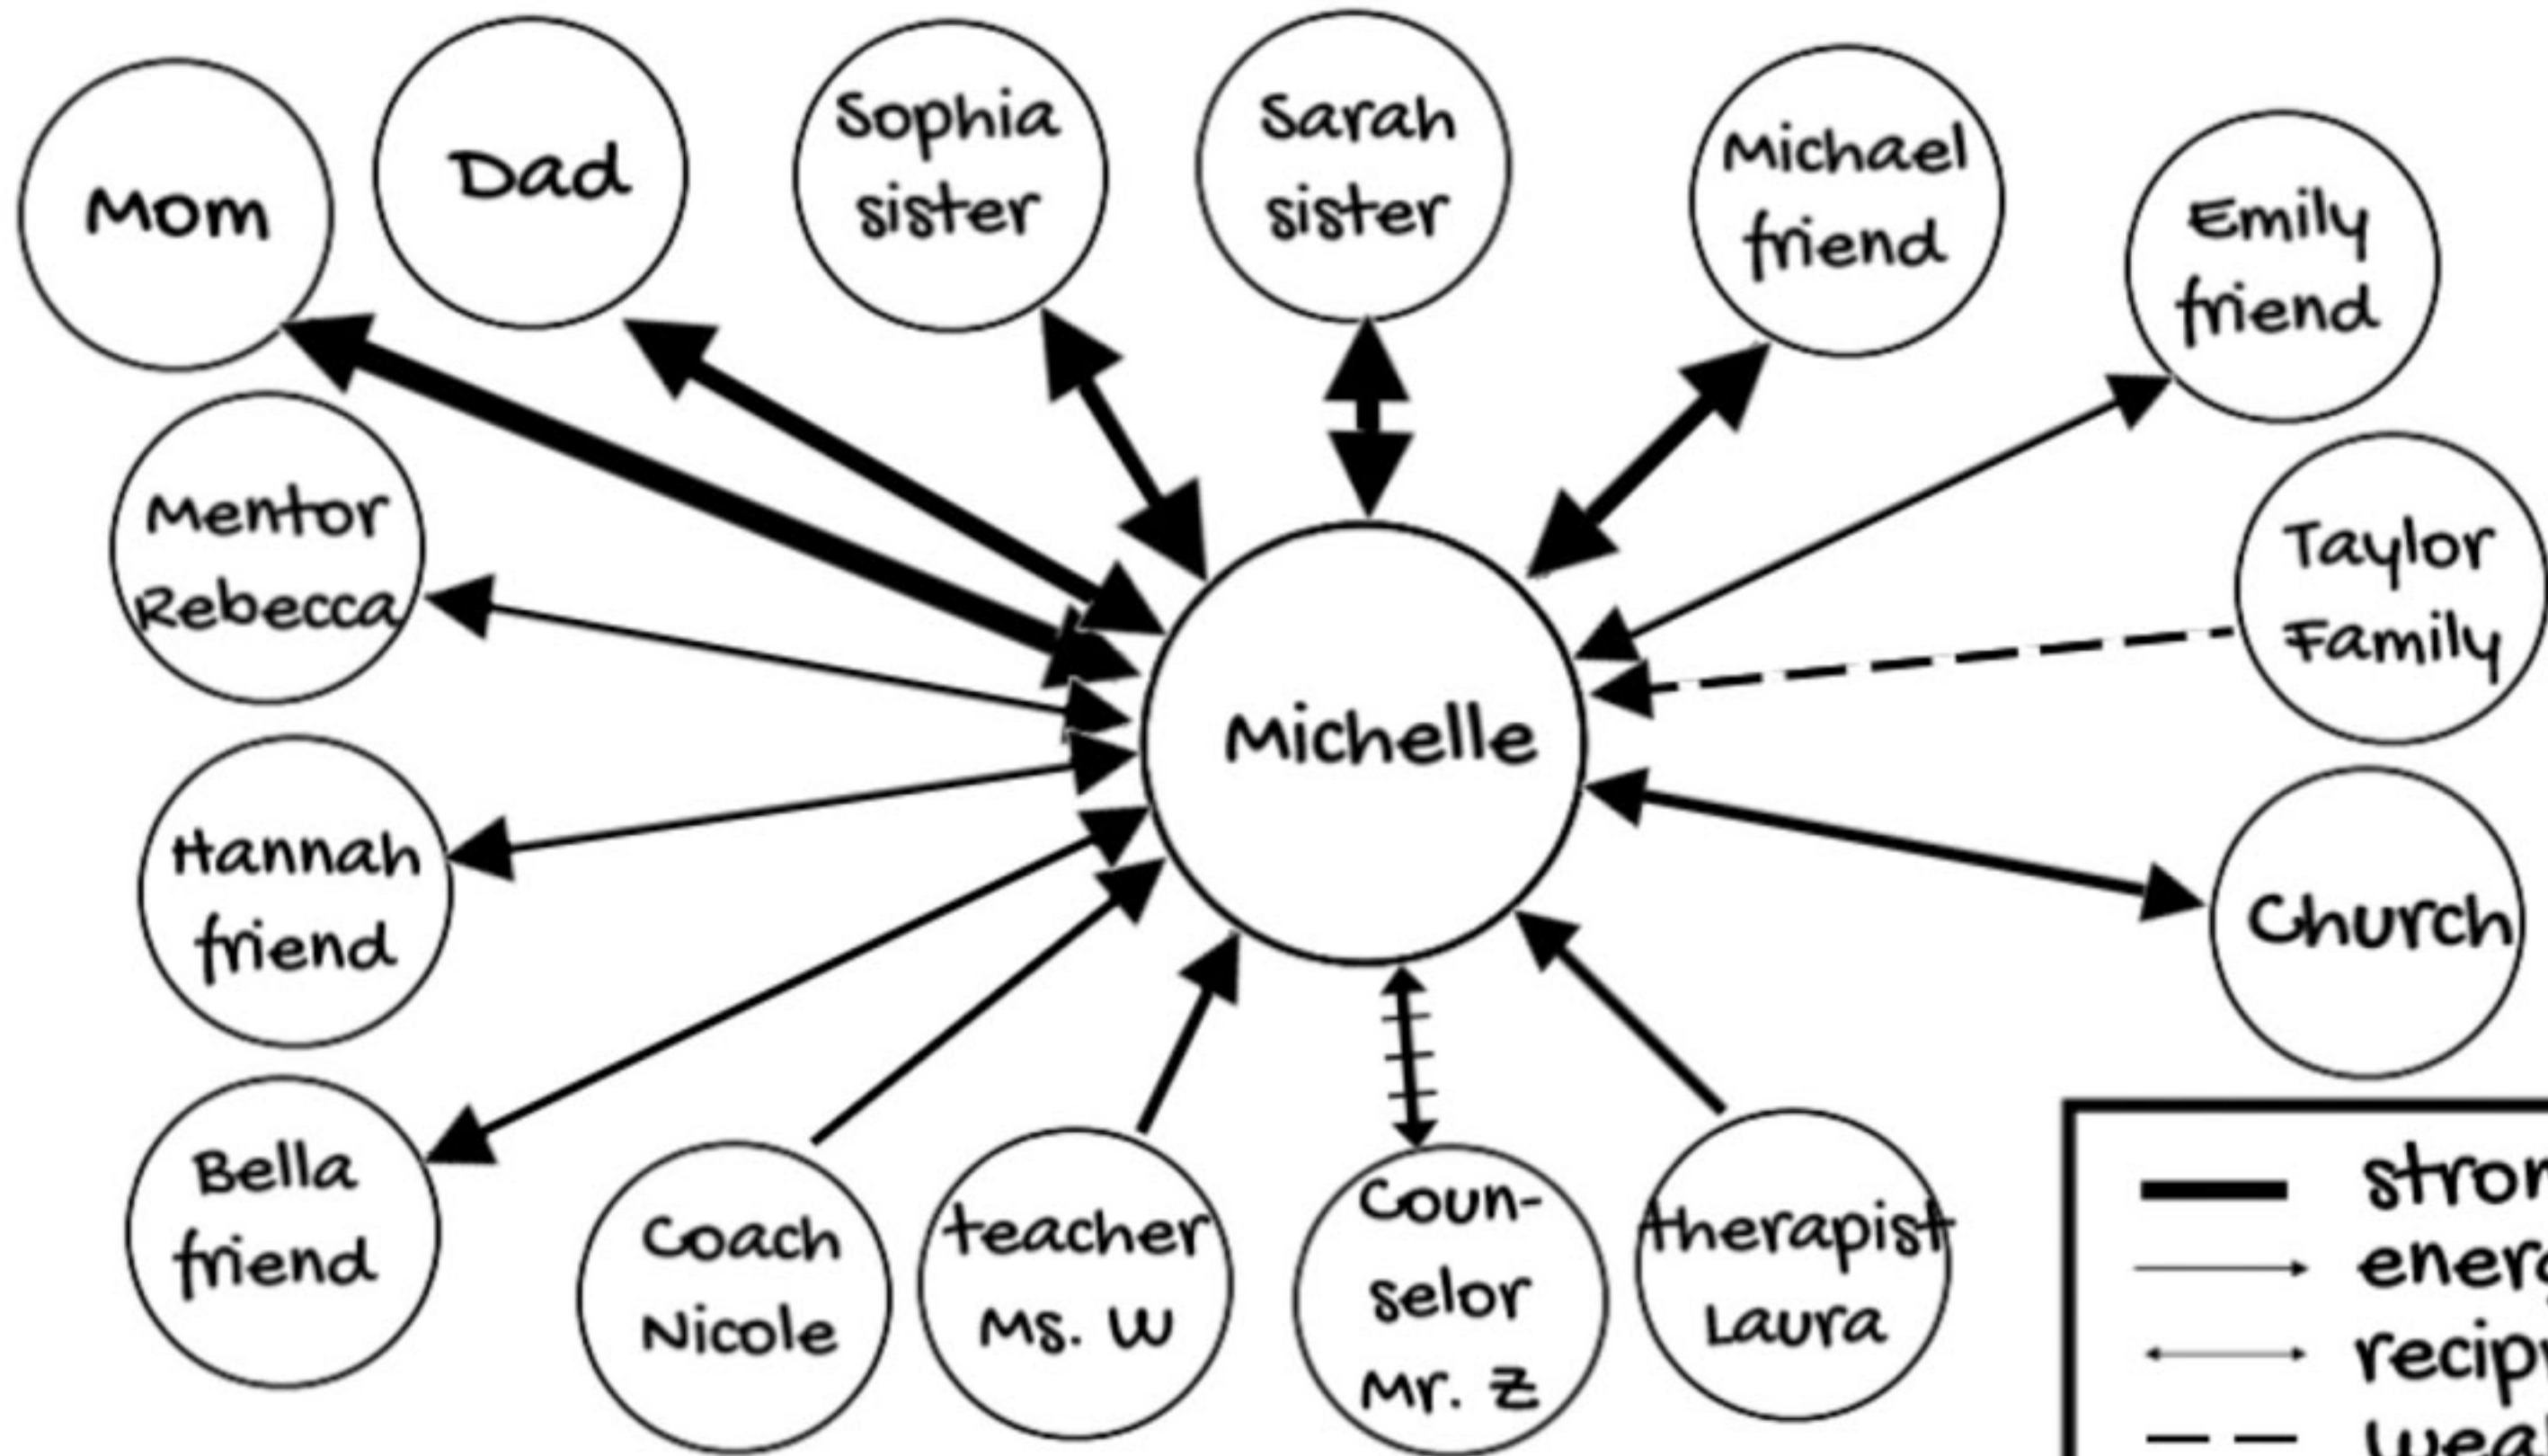 Mom
Dad
Sophia
sister
Sarah
sister
Michael
friend
Emily
friend
Mentor
Rebecca
Taylor
Family
Michelle
Hannah
friend
Church
Bella
friend
Coach
Nicole
teacher
Ms. W
Coun-
selor
Mr. Z
therapist
Laura